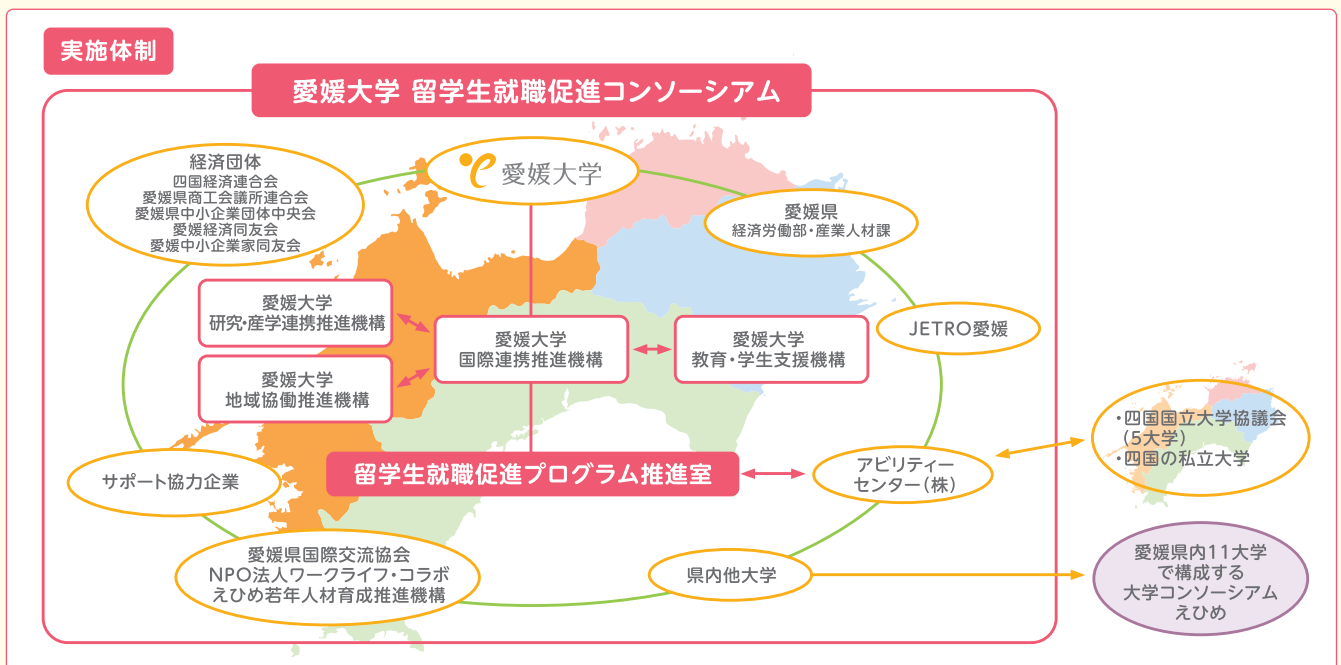 実施体制
愛媛大学 留学生就職促進コンソーシアム
愛媛大学
経済団体
四国経済連合会
愛媛県商工会議所連合会
愛媛県中小企業団体中央会
愛媛経済同友会
愛媛中小企業家同友会
愛媛県
経済労働部・産業人材課
愛媛大学
研究・産学連携推進機構
愛媛大学
国際連携推進機構
愛媛大学
教育・学生支援機構
JETRO愛媛
愛媛大学
地域協働推進機構
・四国国立大学協議会
（5大学）
・四国の私立大学
サポート協力企業
留学生就職促進プログラム推進室
アビリティー
センター（株）
愛媛県国際交流協会
NPO法人ワークライフ・コラボ
えひめ若年人材育成推進機構
県内他大学
愛媛県内11大学
で構成する
大学コンソーシアム
えひめ